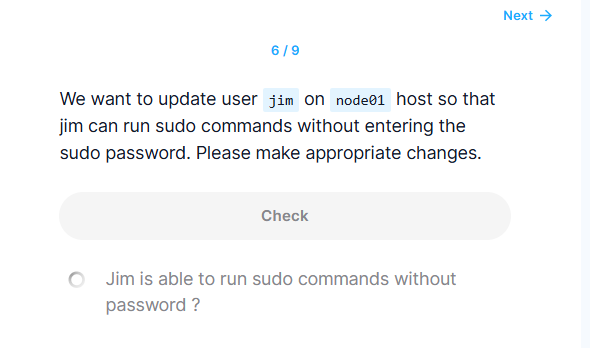 Next →
6 / 9
We want to update user jim on node01 host so that
jim can run sudo commands without entering the
sudo password. Please make appropriate changes.
Check
Jim is able to run sudo commands without
password ?